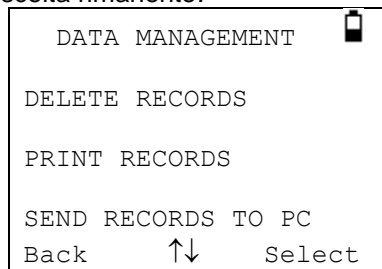 DATA MANAGEMENT
DELETE RECORDS
PRINT RECORDS
SEND RECORDS TO PC
Back ↑↓ Select